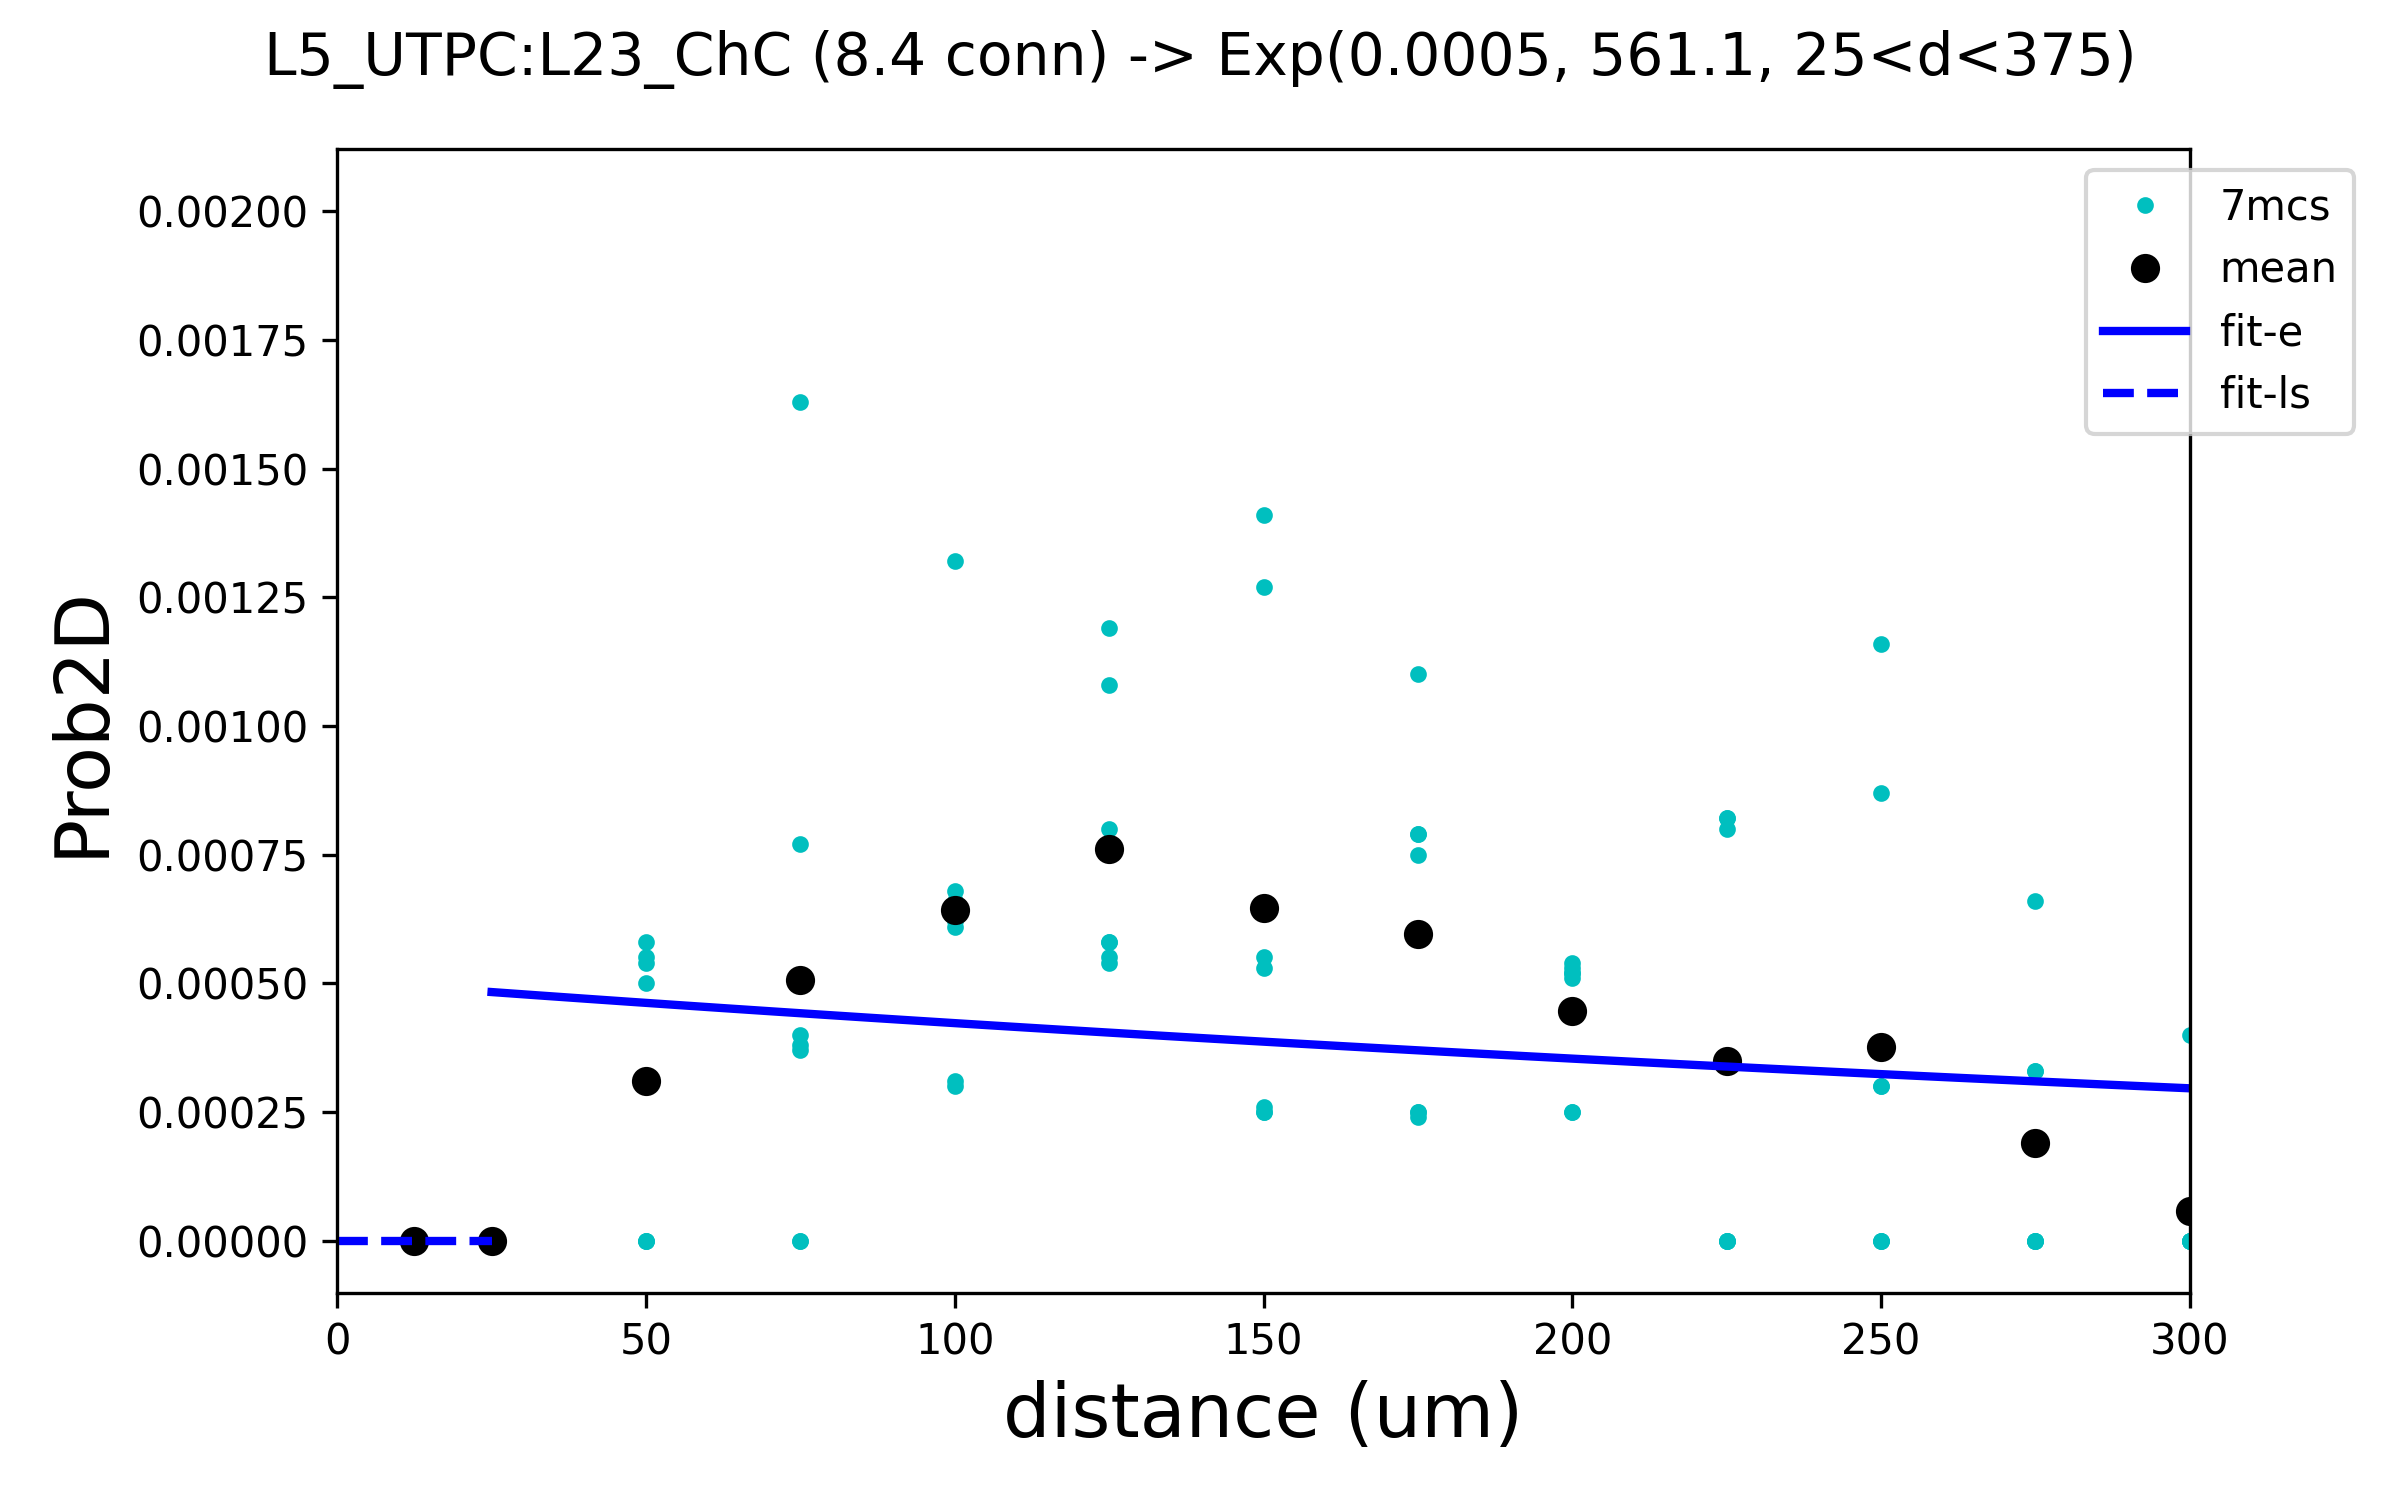 L5_UTPC:L23_ChC (8.4 conn) -> Exp(0.0005, 561.1, 25<d<375)
7mcs
mean
fit-e
fit-ls
Prob2D
0.00200
0.00175
0.00150
0.00125
0.00100
0.00075
0.00050
0.00025
0.00000
0 50 100 150 200 250 300
distance (um)